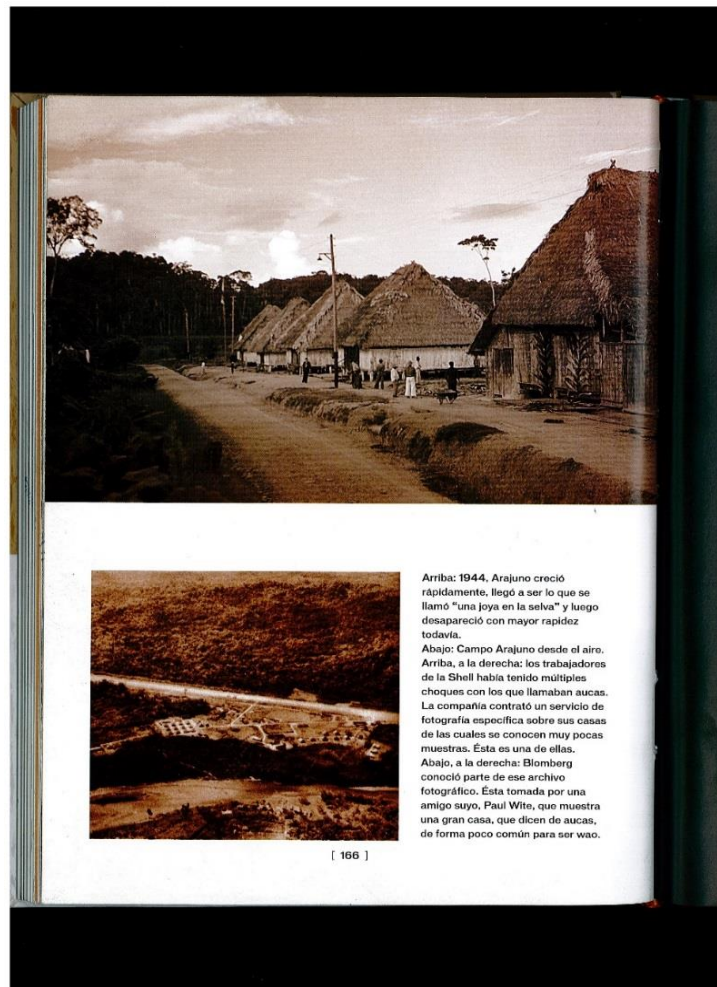 Arriba: 1944, Arajuno creció
rápidamente, llegó a ser lo que se
llamó "una joya en la selva" y luego
desapareció con mayor rapidez
todavía.
Abajo: Campo Arajuno desde el aire.
Arriba, a la derecha: los trabajadores
de la Shell había tenido múltiples
choques con los que llamaban aucas.
La compañía contrató un servicio de
fotografía específica sobre sus casas
de las cuales se conocen muy pocas
muestras. Ésta es una de ellas.
Abajo, a la derecha: Blomberg
conoció parte de ese archivo
fotográfico. Ésta tomada por una
amigo suyo, Paul Wite, que muestra
una gran casa, que dicen de aucas,
de forma poco común para ser wao.
[ 166 ]